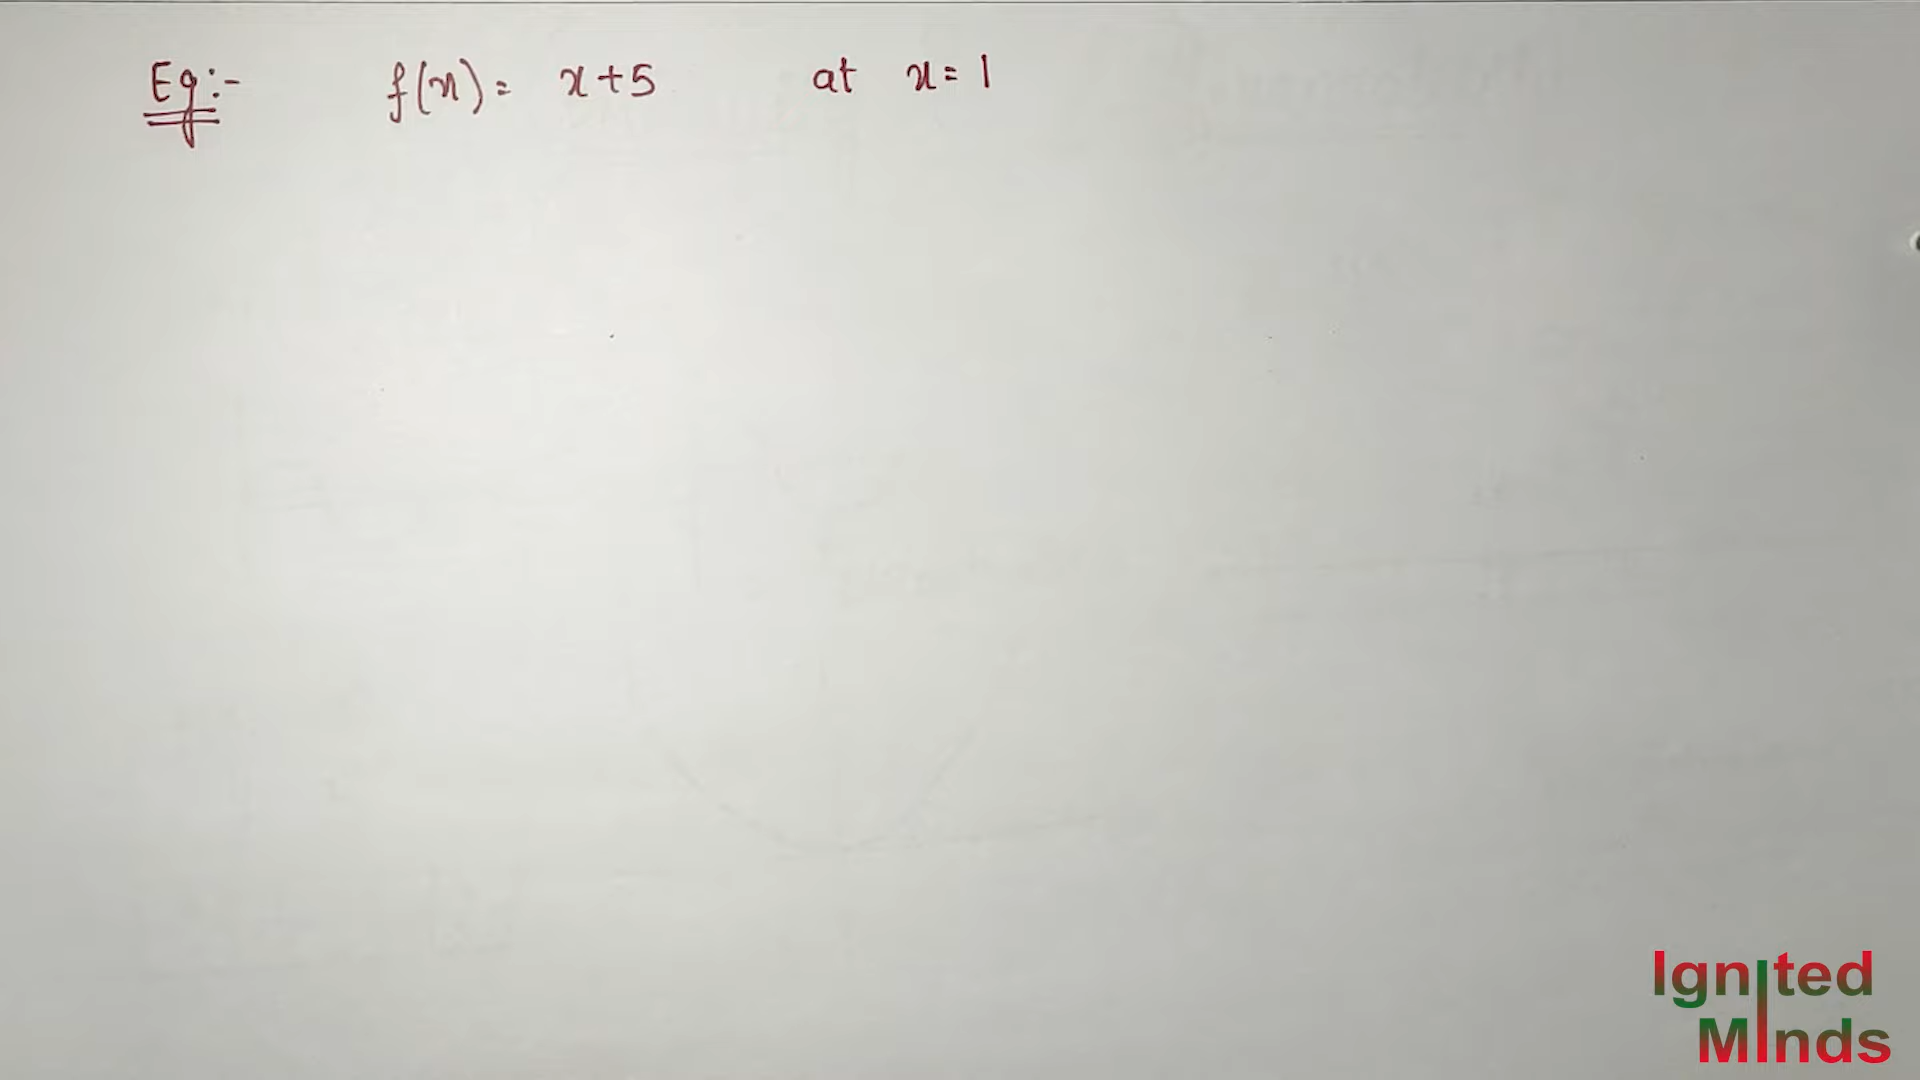 Eg:- f(x) = x+5 at x = 1
Ignited
Minds